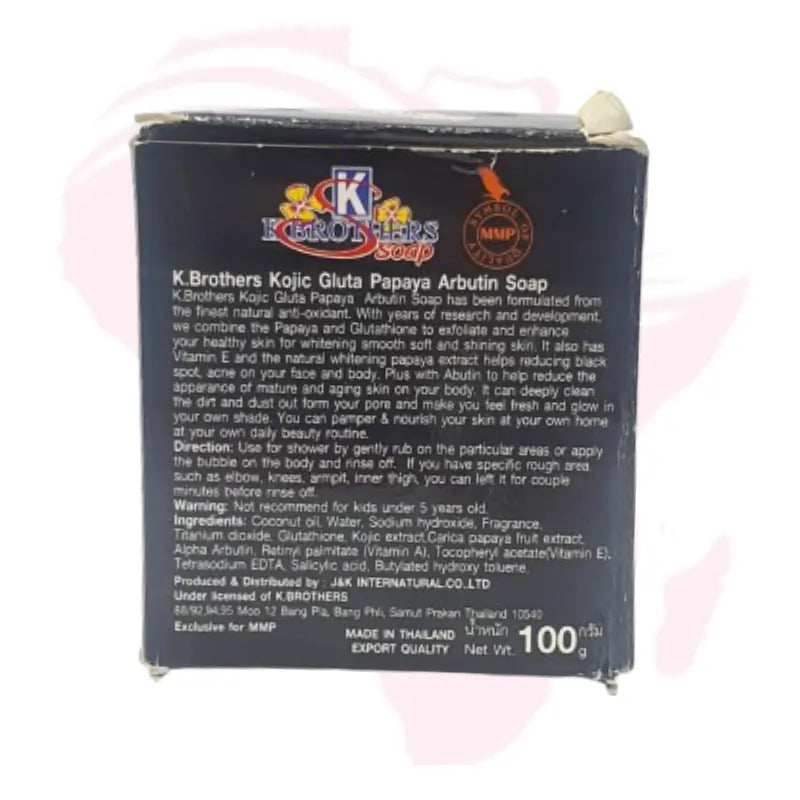 K
K.BROTHERS
Soap
SYMBOL OF
MMP
QUALITY
K.Brothers Kojic Gluta Papaya Arbutin Soap
K.Brothers Kojic Gluta Papaya Arbutin Soap has been formulated from
the finest natural anti-oxidant. With years of research and development,
we combine the Papaya and Glutathione to exfoliate and enhance
your healthy skin for whitening smooth soft and shining skin. It also has
Vitamin E and the natural whitening papaya extract helps reducing black
spot, acne on your face and body. Plus with Abutin to help reduce the
apparance of mature and aging skin on your body. It can deeply clean
the dirt and dust out form your pore and make you feel fresh and glow in
your own shade. You can pamper & nourish your skin at your own home
at your own daily beauty routine.
Direction: Use for shower by gently rub on the particular areas or apply
the bubble on the body and rinse off. If you have specific rough area
such as elbow, knees, armpit, inner thigh, you can left it for couple
minutes before rinse off.
Warning: Not recommend for kids under 5 years old.
Ingredients: Coconut oil, Water, Sodium hydroxide, Fragrance,
Titanium dioxide, Glutathione, Kojic extract,Carica papaya fruit extract,
Alpha Arbutin, Retinyl palmitate (Vitamin A), Tocopheryl acetate(Vitamin E),
Tetrasodium EDTA, Salicylic acid, Butylated hydroxy toluene,
Produced & Distributed by : J&K INTERNATURAL.CO.LTD
Under licensed of K.BROTHERS
88/92,94,95 Moo 12 Bang Pla, Bang Phli, Samut Prakan Thailand 10540
Exclusive for MMP
MADE IN THAILAND
EXPORT QUALITY
น้ำหนัก 100 กรัม
Net. Wt. g